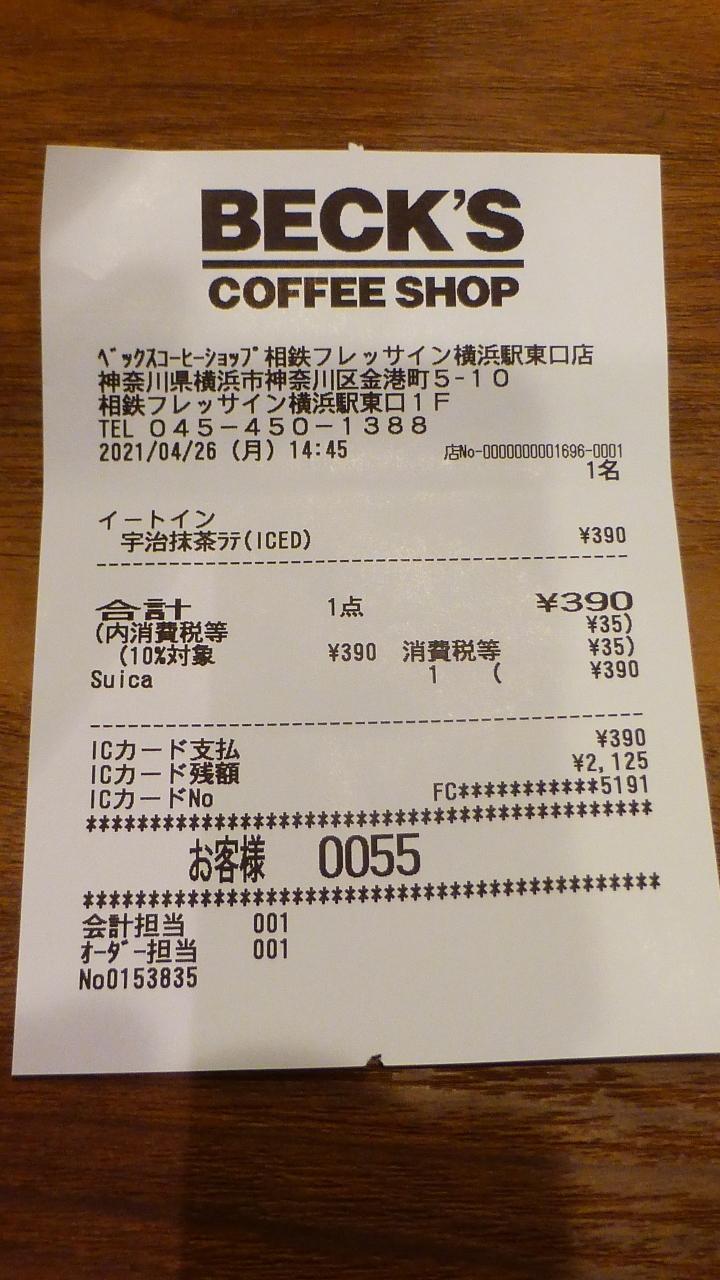 BECK'S
COFFEE SHOP
ﾍﾞｯｸｽｺｰﾋｰｼｮｯﾌﾟ相鉄フレッサイン横浜駅東口店
神奈川県横浜市神奈川区金港町５-１０
相鉄フレッサイン横浜駅東口１Ｆ
TEL ０４５－４５０－１３８８
2021/04/26 (月) 14:45 店No-0000000001696-0001
1名
イートイン
宇治抹茶ﾗﾃ(ICED) ¥390
--------------------------------
合計 1点 ¥390
(内消費税等 ¥35)
(10%対象 ¥390 消費税等 ¥35)
Suica 1 ( ¥390
--------------------------------
ICカード支払 ¥390
ICカード残額 ¥2,125
ICカードNo FC***********5191
****************************************
お客様 0055
****************************************
会計担当 001
ｵｰﾀﾞｰ担当 001
No0153835